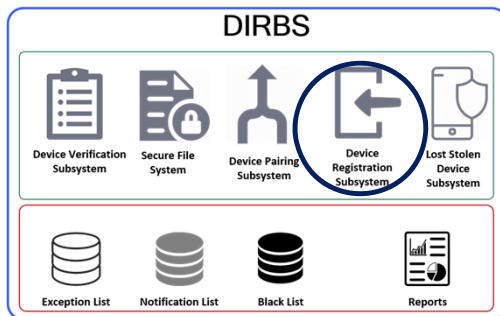 DIRBS
Device Verification
Subsystem
Secure File
System
Device Pairing
Subsystem
Device
Registration
Subsystem
Lost Stolen
Device
Subsystem
Exception List
Notification List
Black List
Reports